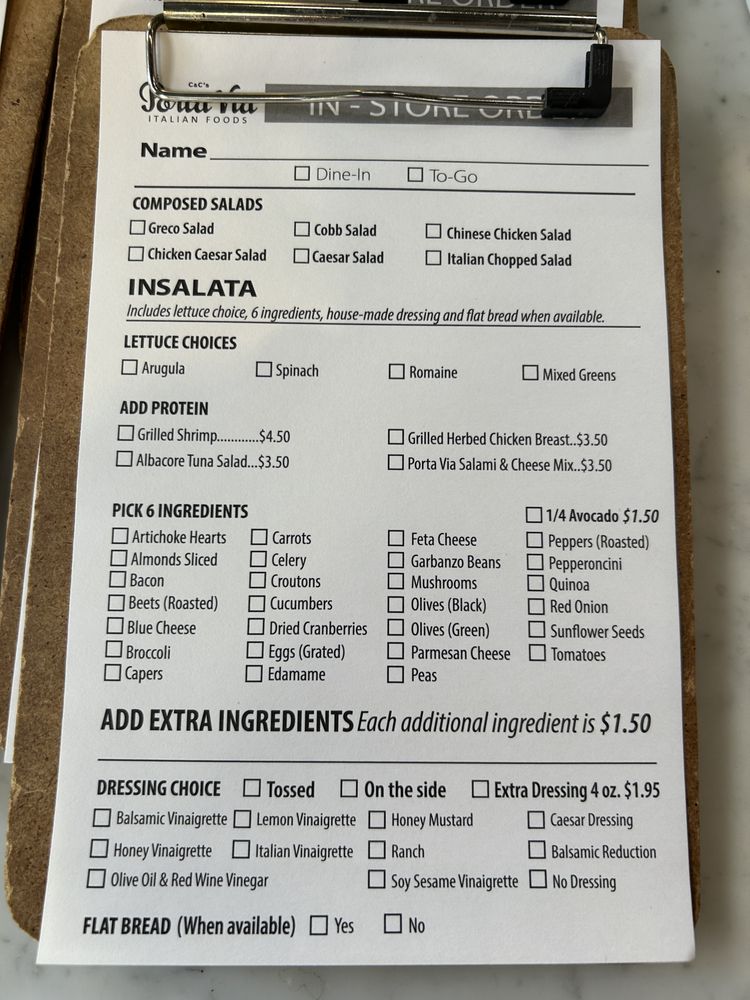 C&C's
Porta Via
ITALIAN FOODS
IN - STORE ORDER
Name
Dine-In To-Go
COMPOSED SALADS
Greco Salad Cobb Salad Chinese Chicken Salad
Chicken Caesar Salad Caesar Salad Italian Chopped Salad
INSALATA
Includes lettuce choice, 6 ingredients, house-made dressing and flat bread when available.
LETTUCE CHOICES
Arugula Spinach Romaine Mixed Greens
ADD PROTEIN
Grilled Shrimp............$4.50 Grilled Herbed Chicken Breast..$3.50
Albacore Tuna Salad...$3.50 Porta Via Salami & Cheese Mix..$3.50
PICK 6 INGREDIENTS 1/4 Avocado $1.50
Artichoke Hearts Carrots Feta Cheese Peppers (Roasted)
Almonds Sliced Celery Garbanzo Beans Pepperoncini
Bacon Croutons Mushrooms Quinoa
Beets (Roasted) Cucumbers Olives (Black) Red Onion
Blue Cheese Dried Cranberries Olives (Green) Sunflower Seeds
Broccoli Eggs (Grated) Parmesan Cheese Tomatoes
Capers Edamame Peas
ADD EXTRA INGREDIENTS Each additional ingredient is $1.50
DRESSING CHOICE Tossed On the side Extra Dressing 4 oz. $1.95
Balsamic Vinaigrette Lemon Vinaigrette Honey Mustard Caesar Dressing
Honey Vinaigrette Italian Vinaigrette Ranch Balsamic Reduction
Olive Oil & Red Wine Vinegar Soy Sesame Vinaigrette No Dressing
FLAT BREAD (When available) Yes No